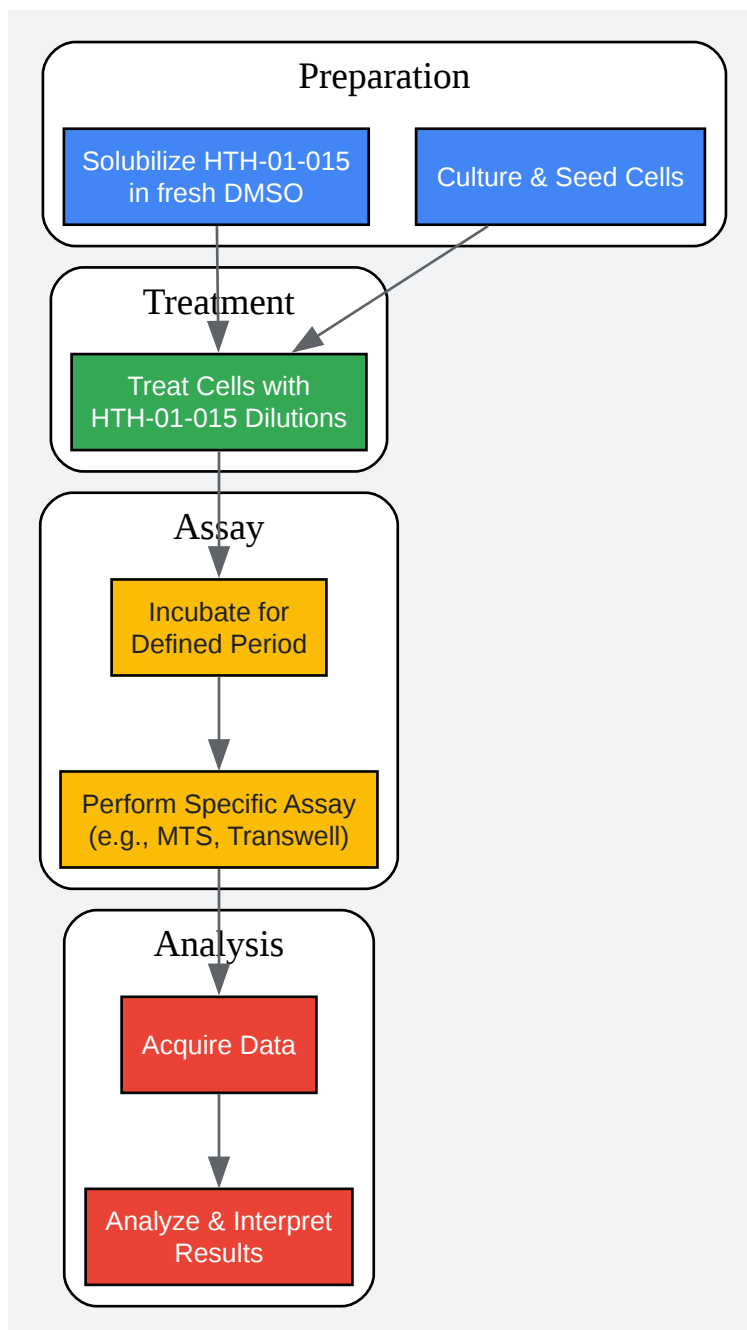 Preparation
Solubilize HTH-01-015
in fresh DMSO
Culture & Seed Cells
Treatment
Treat Cells with
HTH-01-015 Dilutions
Assay
Incubate for
Defined Period
Perform Specific Assay
(e.g., MTS, Transwell)
Analysis
Acquire Data
Analyze & Interpret
Results